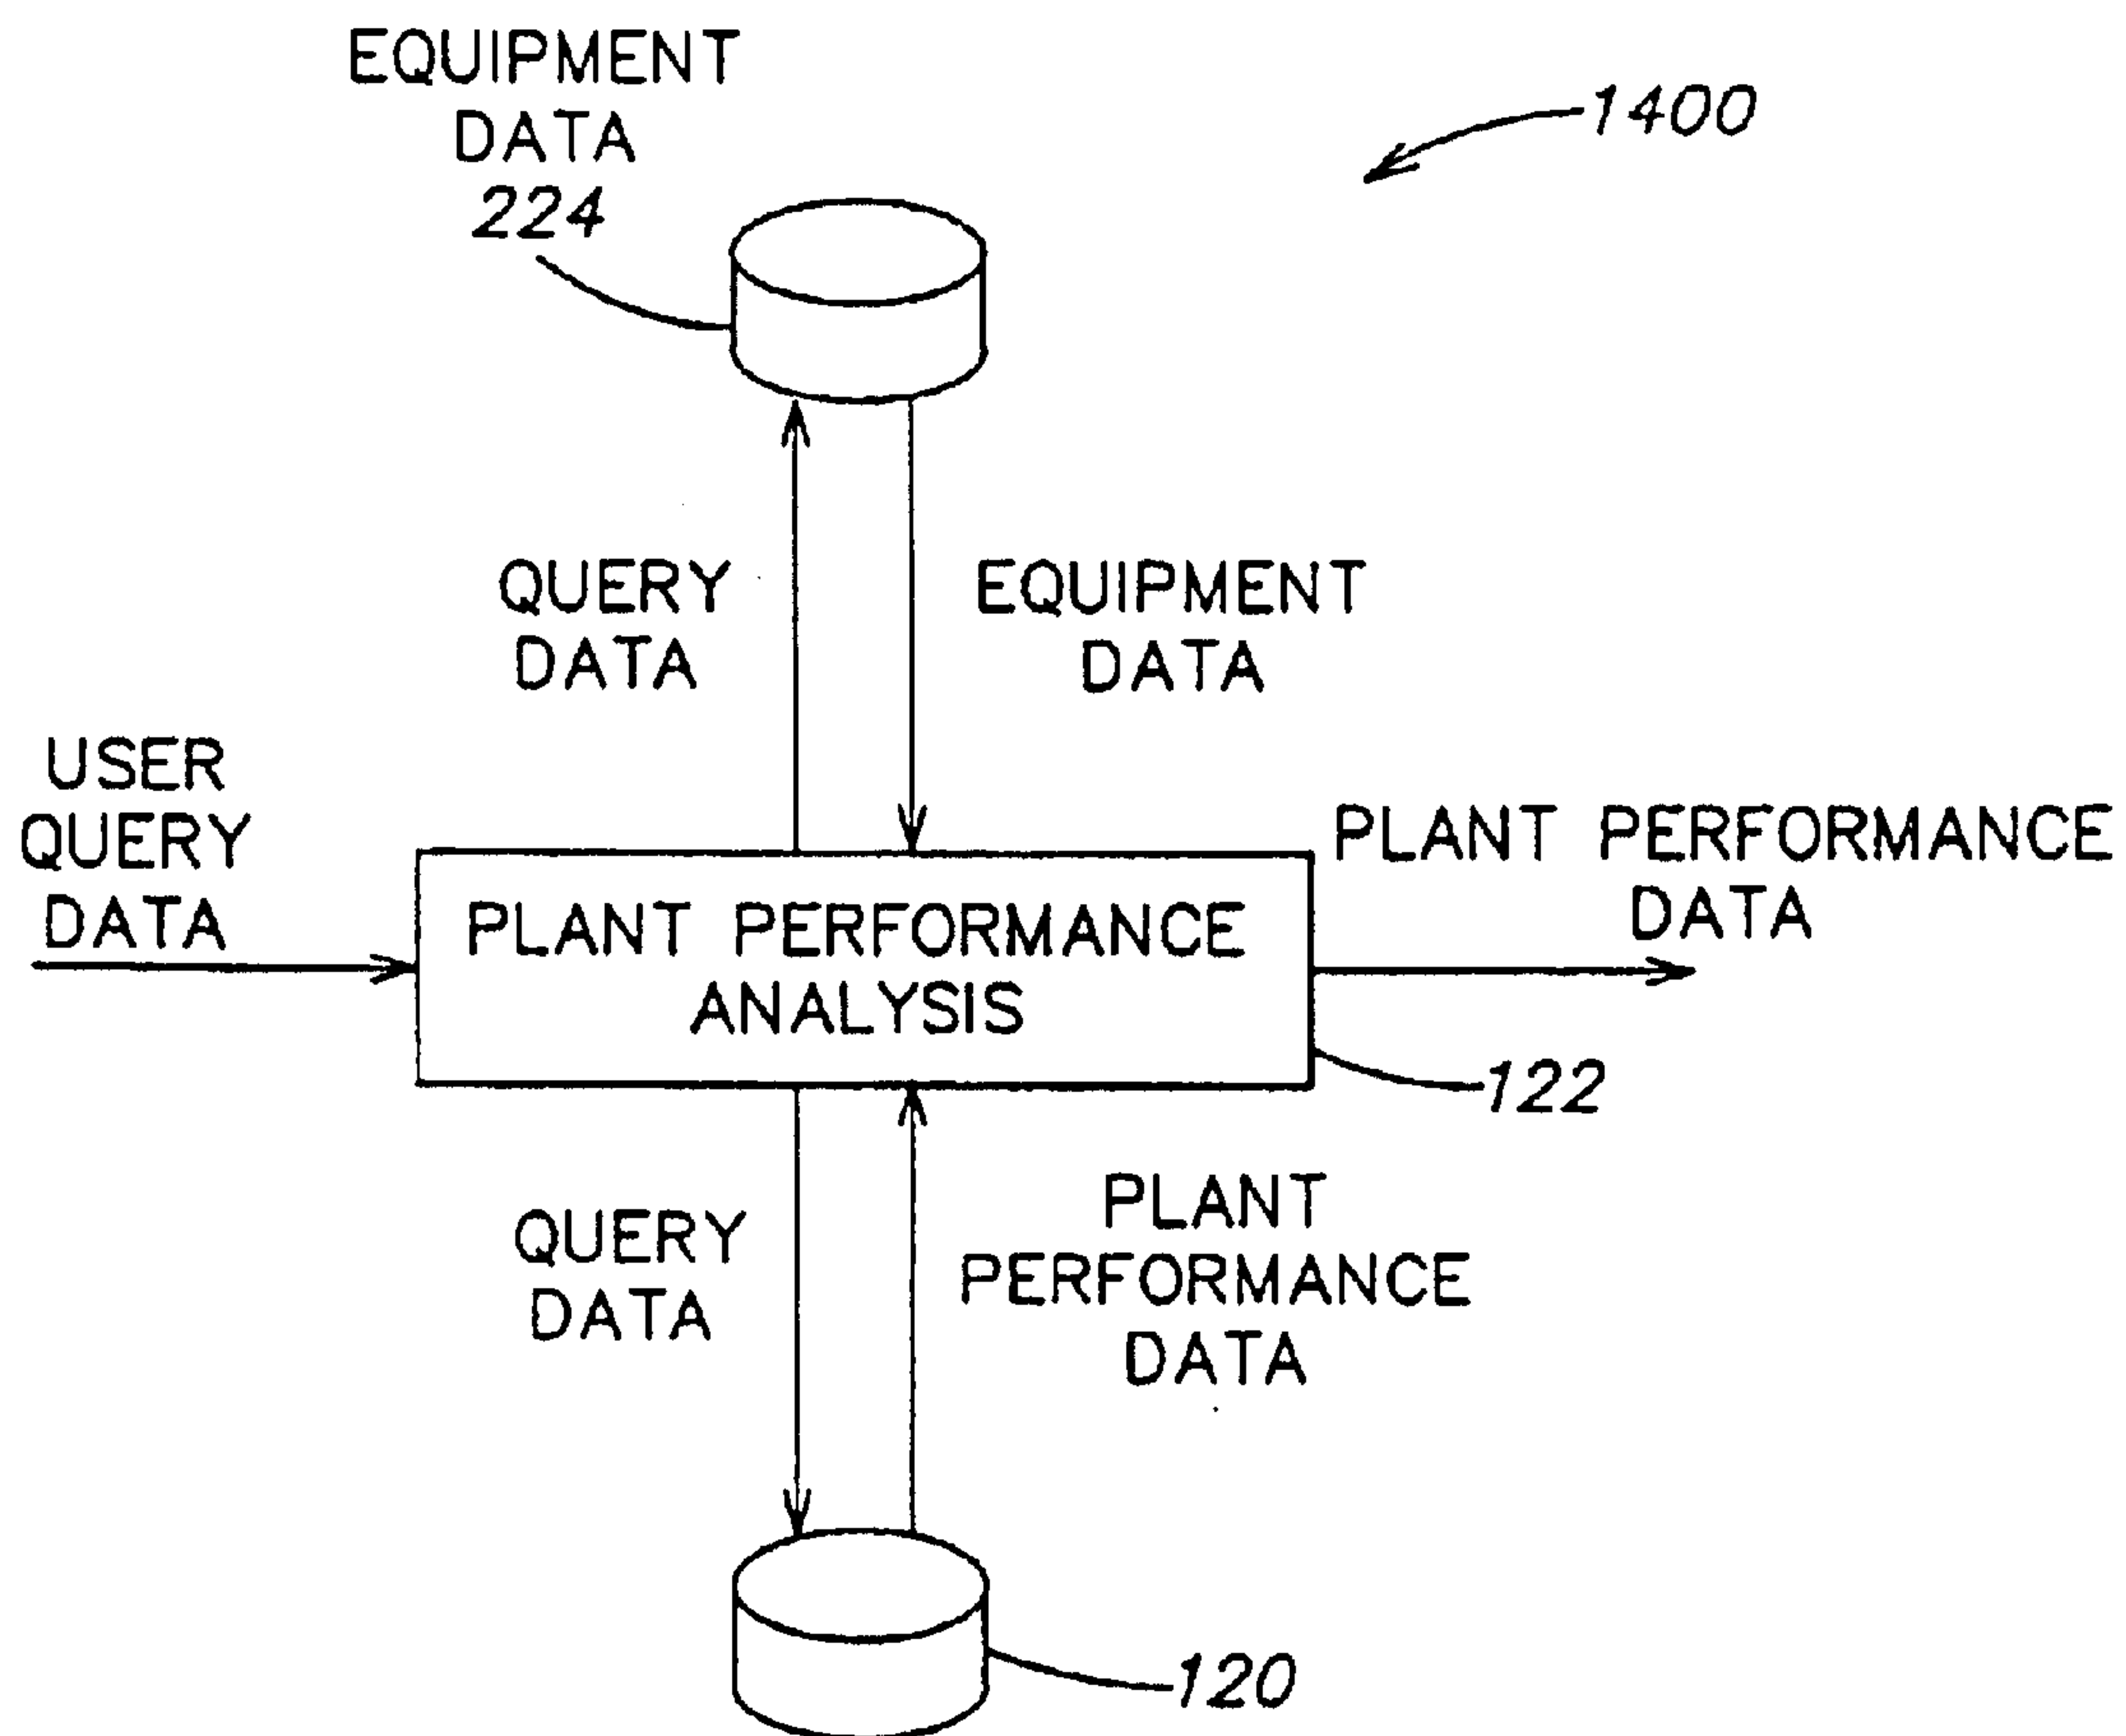 EQUIPMENT
DATA
224
1400
QUERY
DATA
EQUIPMENT
DATA
USER
QUERY
DATA
PLANT PERFORMANCE
DATA
PLANT PERFORMANCE
ANALYSIS
122
QUERY
DATA
PLANT
PERFORMANCE
DATA
120